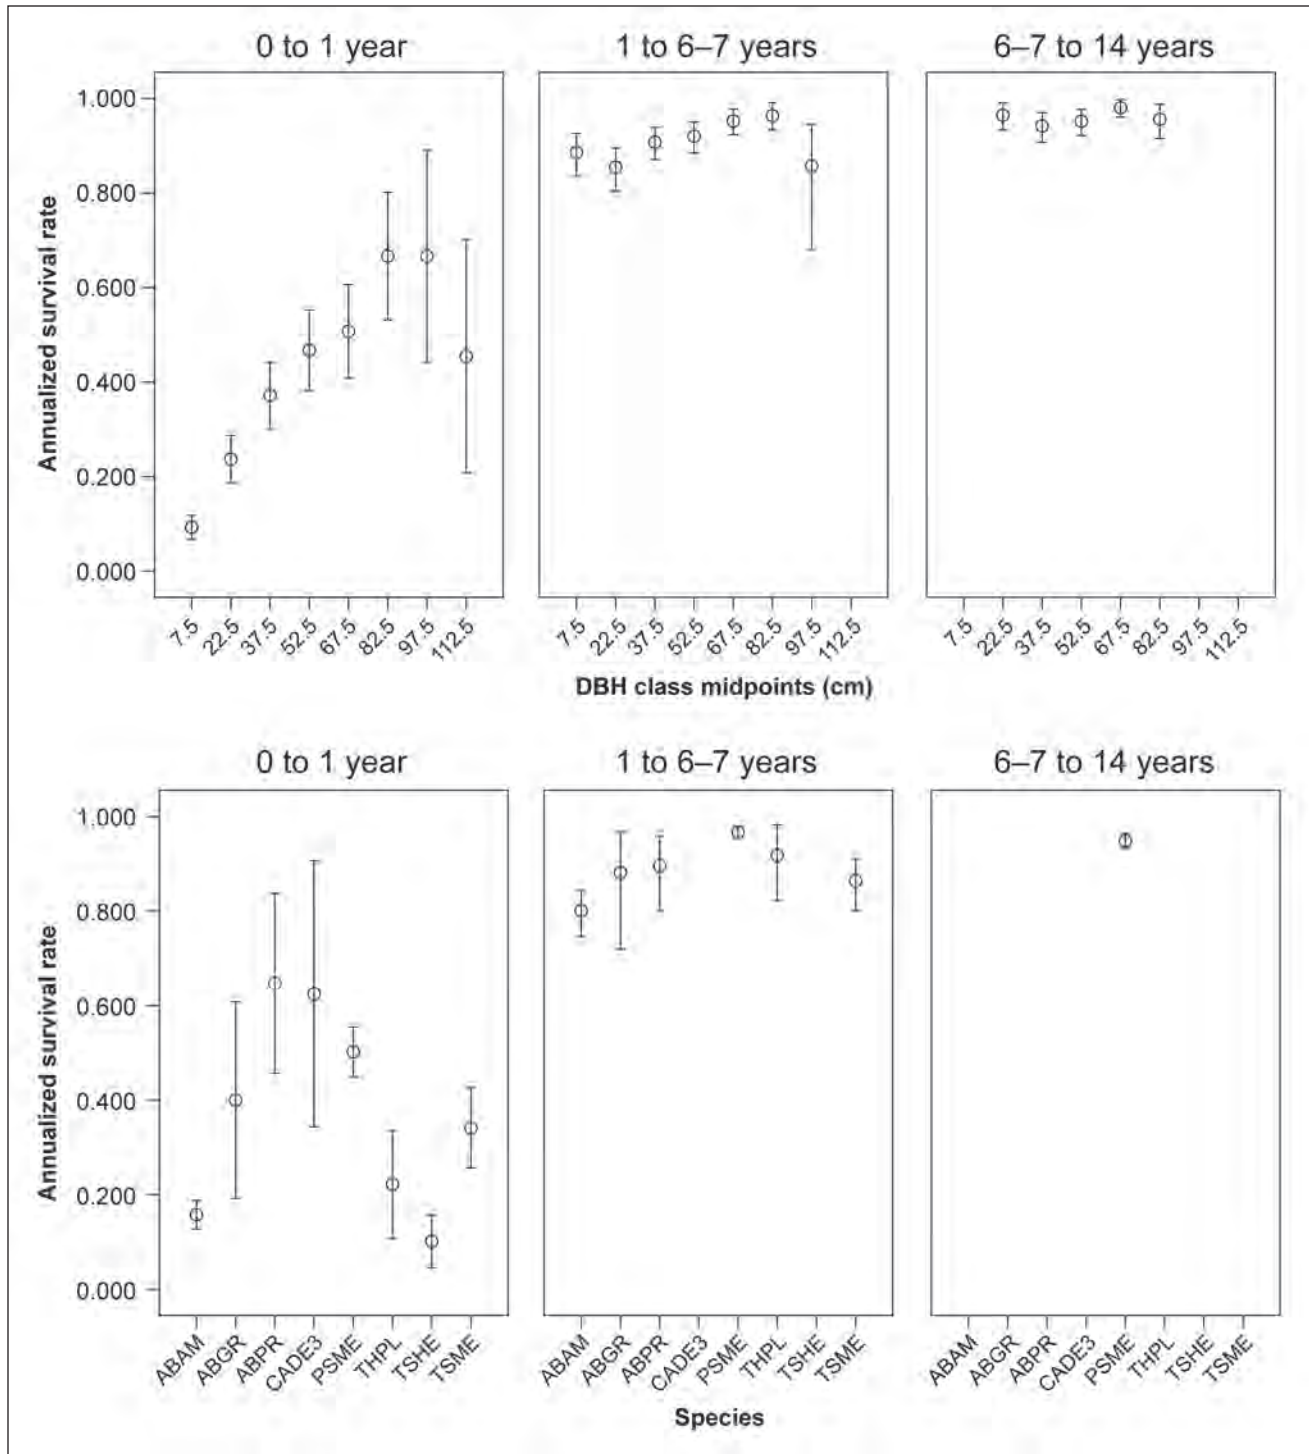 0 to 1 year
1 to 6–7 years
6–7 to 14 years
Annualized survival rate
1.000
0.800
0.600
0.400
0.200
0.000
7.5 22.5 37.5 52.5 67.5 82.5 97.5 112.5
7.5 22.5 37.5 52.5 67.5 82.5 97.5 112.5
7.5 22.5 37.5 52.5 67.5 82.5 97.5 112.5
DBH class midpoints (cm)
0 to 1 year
1 to 6–7 years
6–7 to 14 years
Annualized survival rate
1.000
0.800
0.600
0.400
0.200
0.000
ABAM ABGR ABPR CADE3 PSME THPL TSHE TSME
ABAM ABGR ABPR CADE3 PSME THPL TSHE TSME
ABAM ABGR ABPR CADE3 PSME THPL TSHE TSME
Species